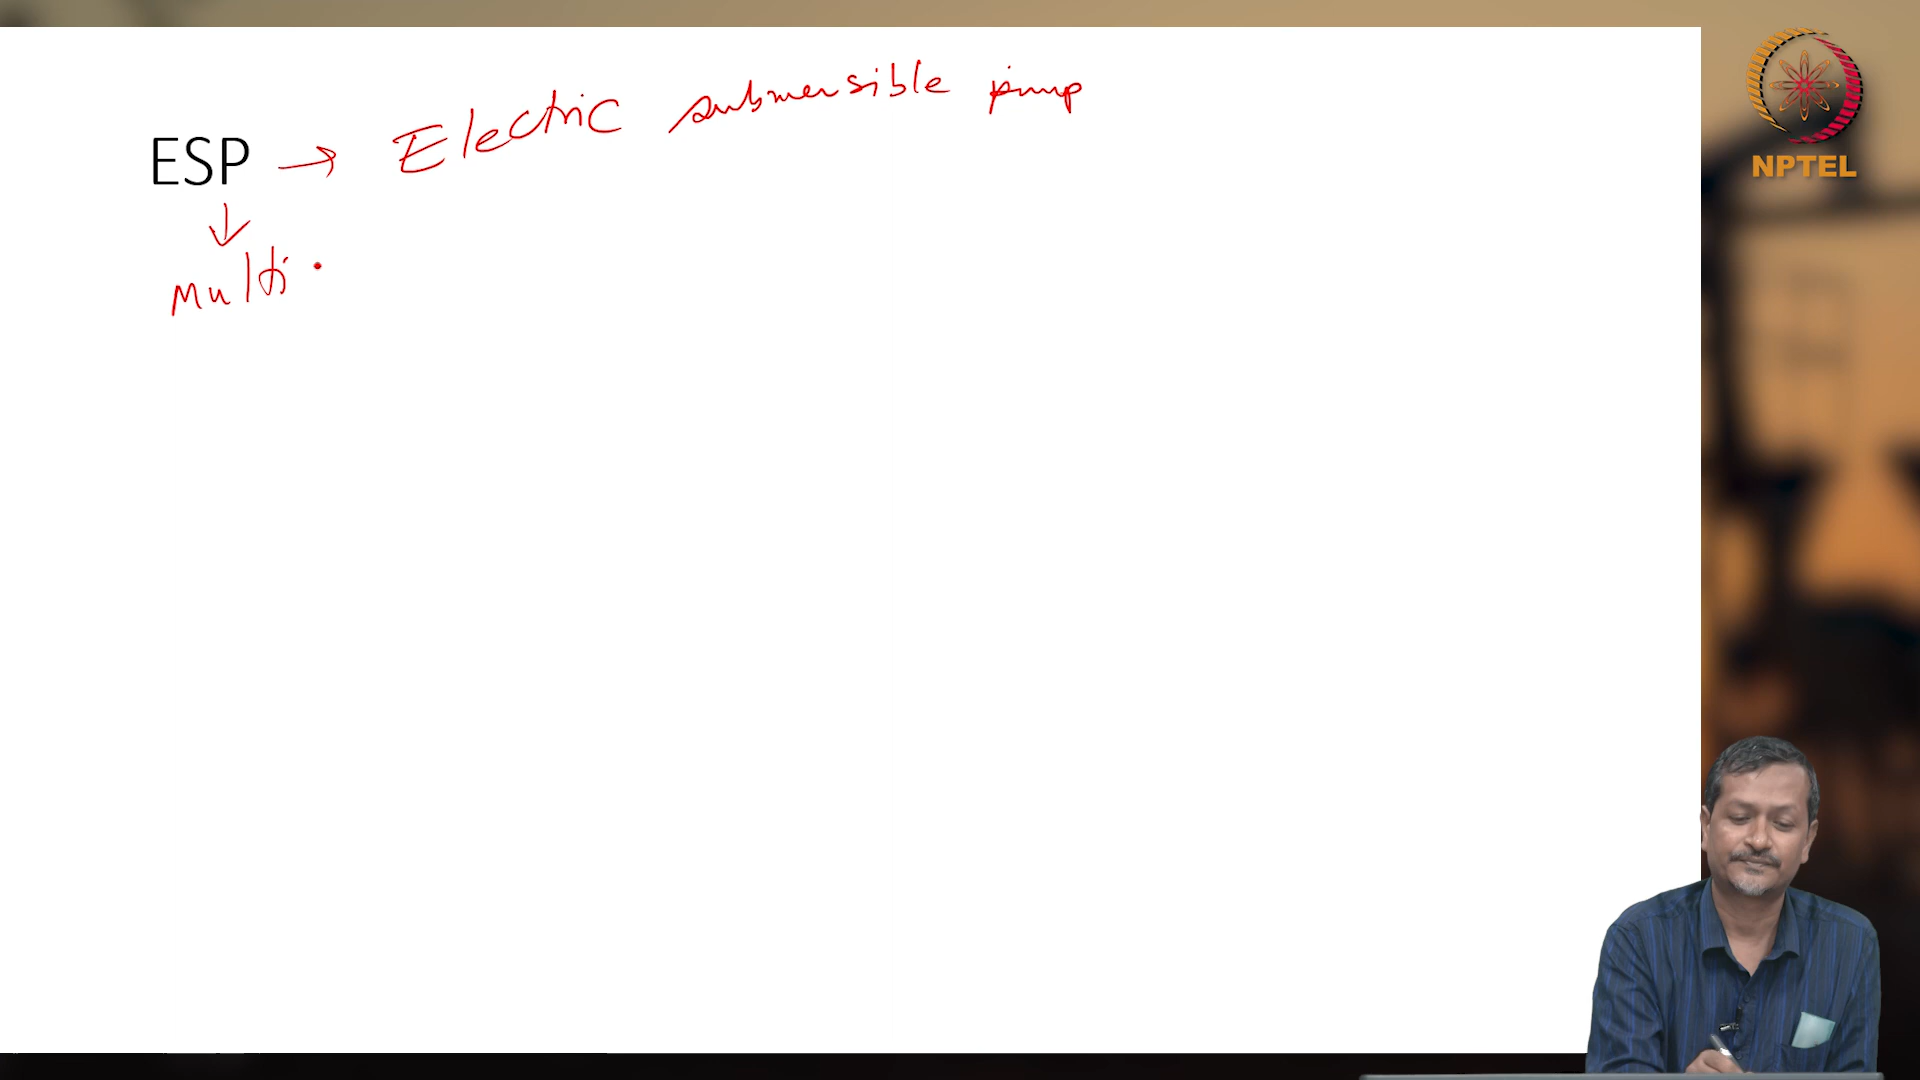 ESP → Electric submersible pump
↓
Multi
NPTEL